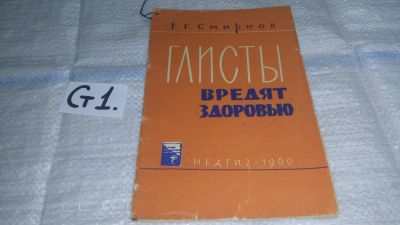 Г. Г. Смирнов
ГЛИСТЫ
ВРЕДЯТ
ЗДОРОВЬЮ
МЕДГИЗ-1960
G1.